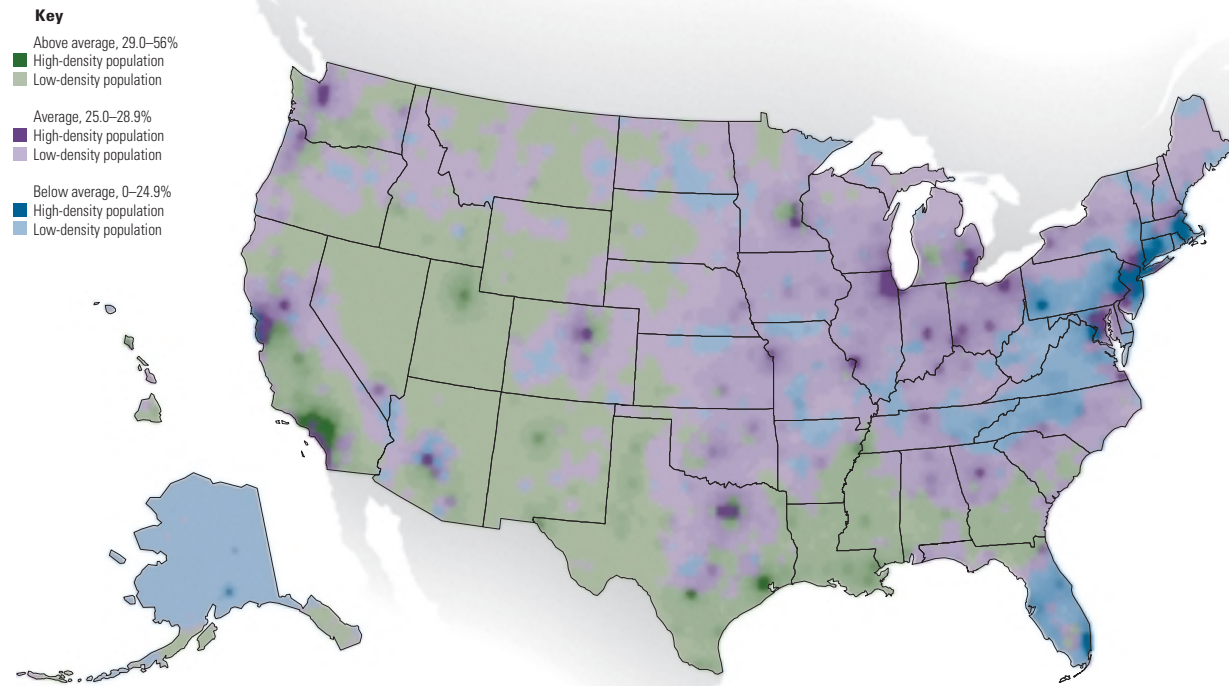 Key
Above average, 29.0–56%
High-density population
Low-density population
Average, 25.0–28.9%
High-density population
Low-density population
Below average, 0–24.9%
High-density population
Low-density population